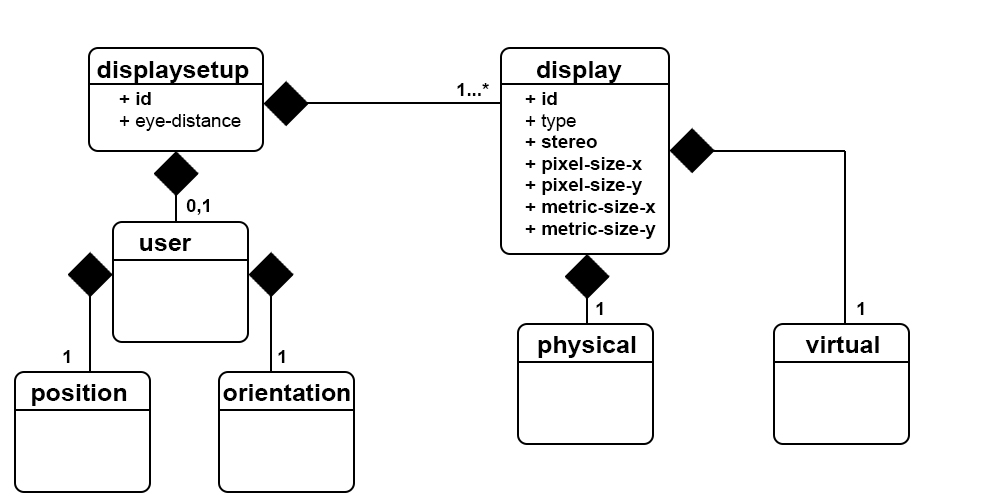 displaysetup
+ id
+ eye-distance
1...*
display
+ id
+ type
+ stereo
+ pixel-size-x
+ pixel-size-y
+ metric-size-x
+ metric-size-y
0,1
user
1
1
position
orientation
1
physical
1
virtual